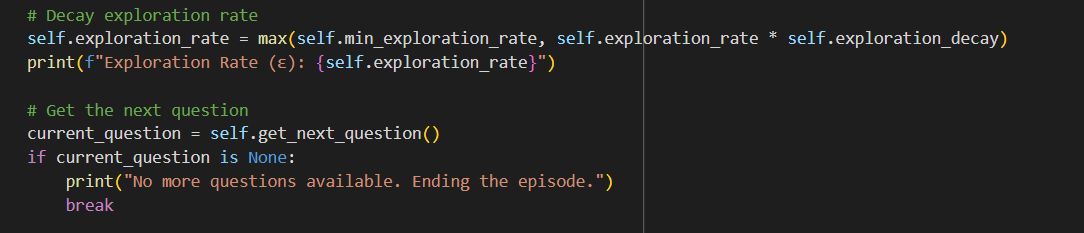 # Decay exploration rate
self.exploration_rate = max(self.min_exploration_rate, self.exploration_rate * self.exploration_decay)
print(f"Exploration Rate (ε): {self.exploration_rate}")
# Get the next question
current_question = self.get_next_question()
if current_question is None:
print("No more questions available. Ending the episode.")
break